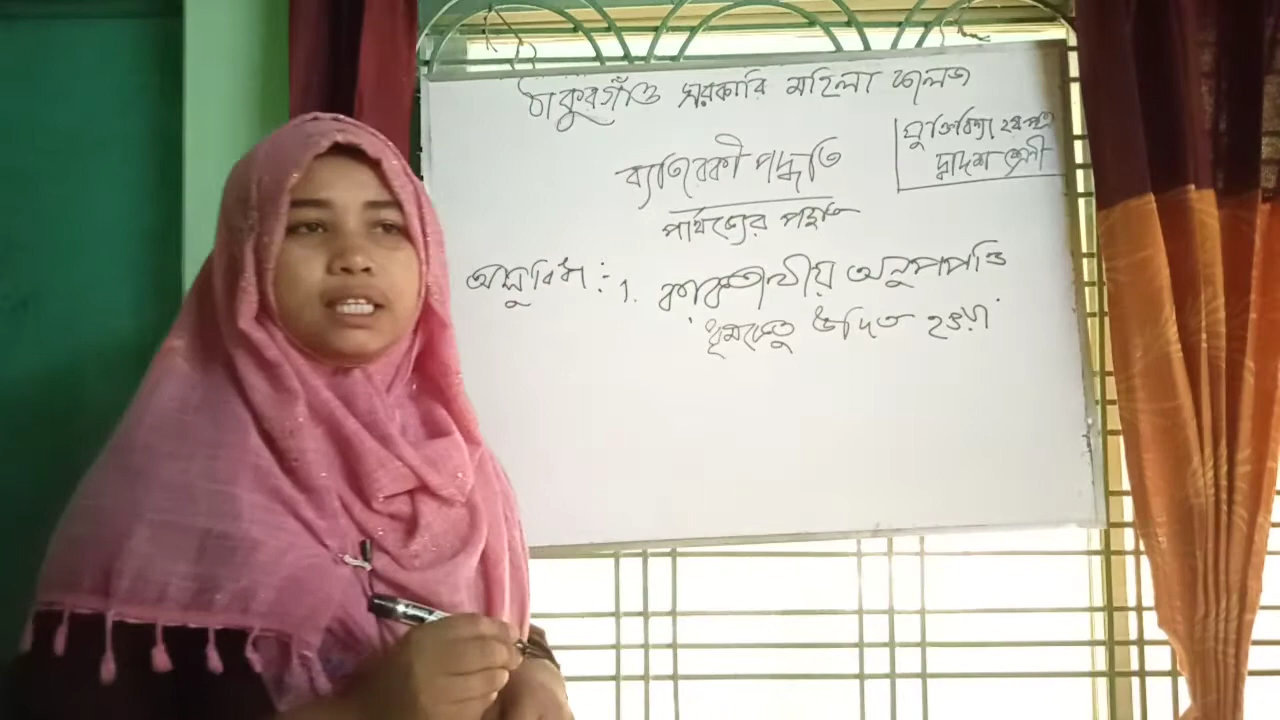 ঠাকুরগাঁও সরকারি মহিলা কলেজ
যুক্তিবিদ্যা ২য় পত্র
দ্বাদশ শ্রেণী
ব্যতিরেকী পদ্ধতি
পার্থক্যের পদ্ধতি
অসুবিধা :- 1. কাকতালীয় অনুপপত্তি
ধূমকেতু উদিত হওয়া